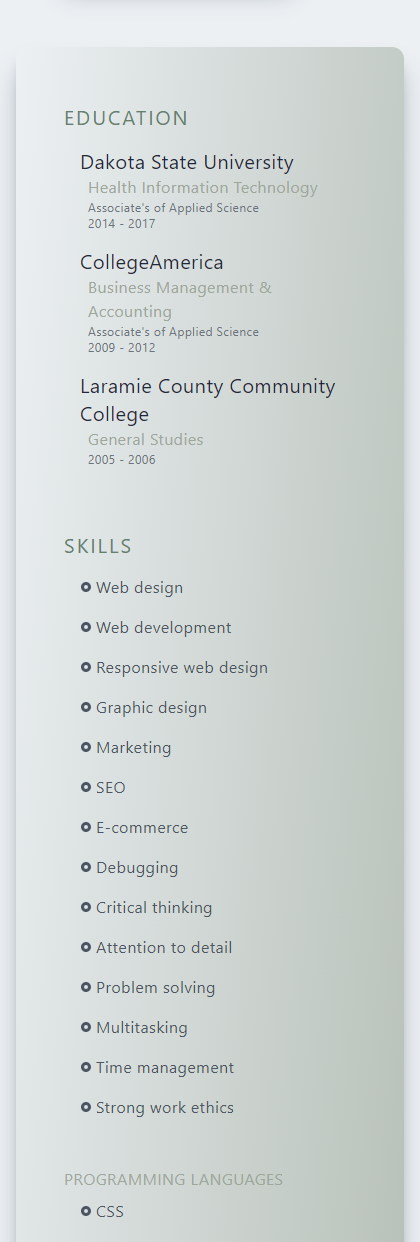 EDUCATION
Dakota State University
Health Information Technology
Associate's of Applied Science
2014 - 2017
CollegeAmerica
Business Management &
Accounting
Associate's of Applied Science
2009 - 2012
Laramie County Community
College
General Studies
2005 - 2006
SKILLS
Web design
Web development
Responsive web design
Graphic design
Marketing
SEO
E-commerce
Debugging
Critical thinking
Attention to detail
Problem solving
Multitasking
Time management
Strong work ethics
PROGRAMMING LANGUAGES
CSS